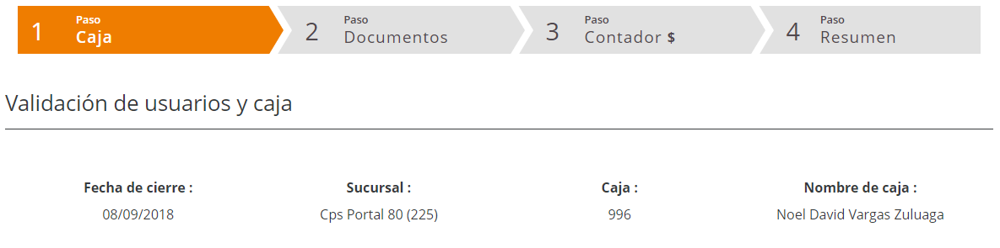 1 Paso Caja
2 Paso Documentos
3 Paso Contador $
4 Paso Resumen
Validación de usuarios y caja
Fecha de cierre : Sucursal : Caja : Nombre de caja :
08/09/2018 Cps Portal 80 (225) 996 Noel David Vargas Zuluaga